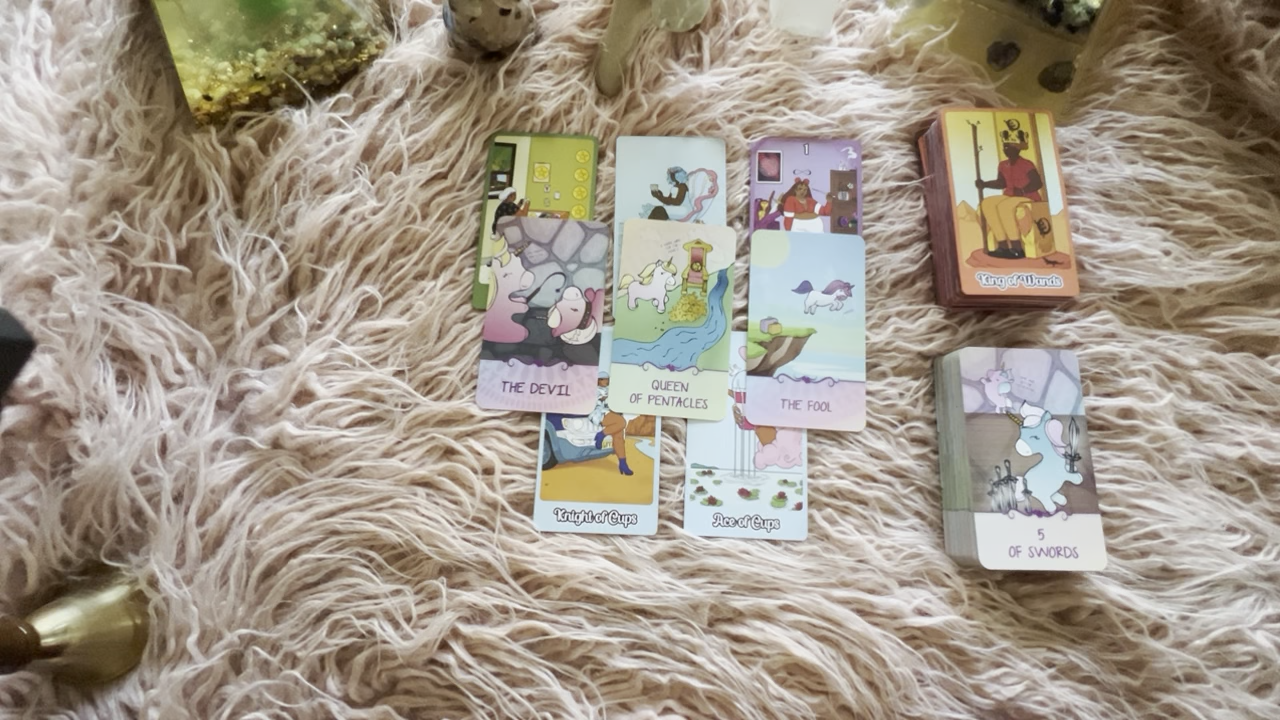 1
King of Wands
THE DEVIL
QUEEN
OF PENTACLES
THE FOOL
Knight of Cups
Ace of Cups
5
OF SWORDS